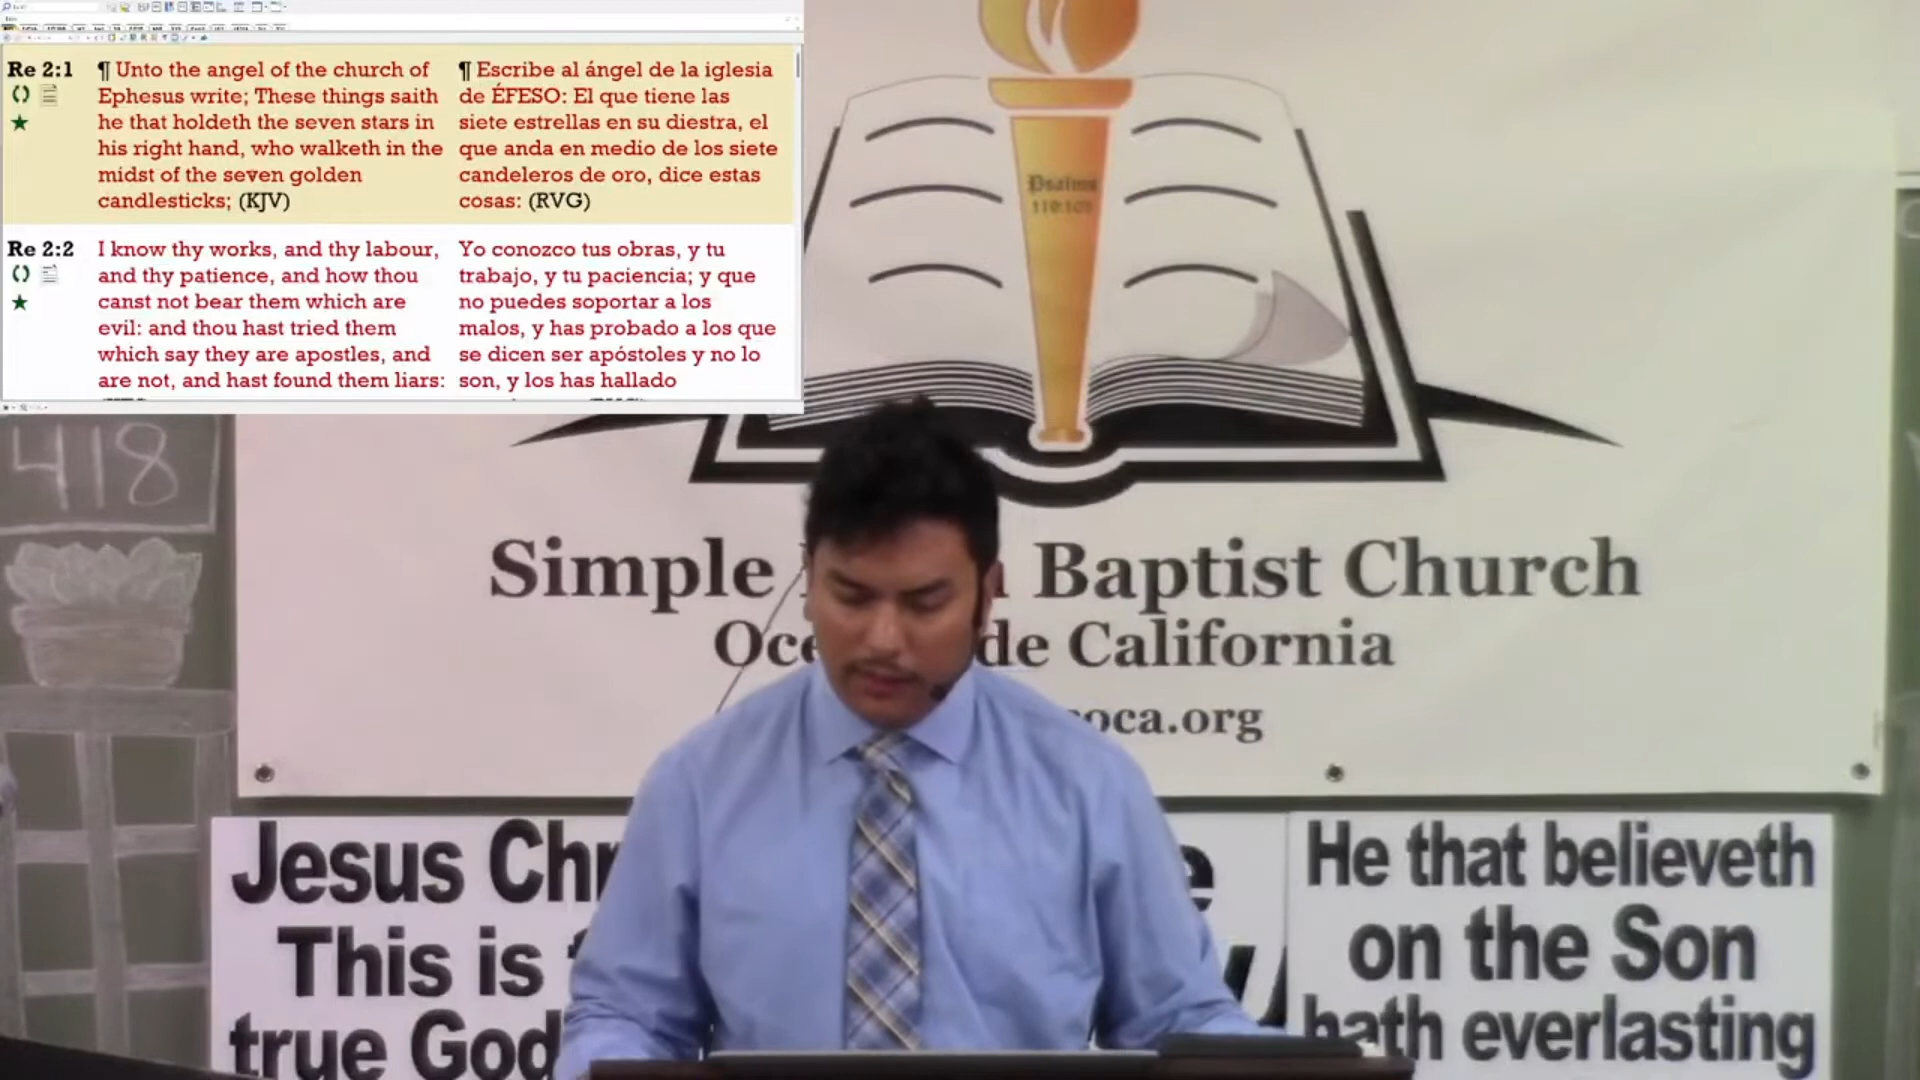 Re 2:1
¶ Unto the angel of the church of
Ephesus write; These things saith
he that holdeth the seven stars in
his right hand, who walketh in the
midst of the seven golden
candlesticks; (KJV)
¶ Escribe al ángel de la iglesia
de ÉFESO: El que tiene las
siete estrellas en su diestra, el
que anda en medio de los siete
candeleros de oro, dice estas
cosas: (RVG)
Re 2:2
I know thy works, and thy labour,
and thy patience, and how thou
canst not bear them which are
evil: and thou hast tried them
which say they are apostles, and
are not, and hast found them liars:
Yo conozco tus obras, y tu
trabajo, y tu paciencia; y que
no puedes soportar a los
malos, y has probado a los que
se dicen ser apóstoles y no lo
son, y los has hallado
Psalms
418
Simple Baptist Church
California
oca.org
Jesus Chr
This is
true God
He that believeth
on the Son
hath everlasting